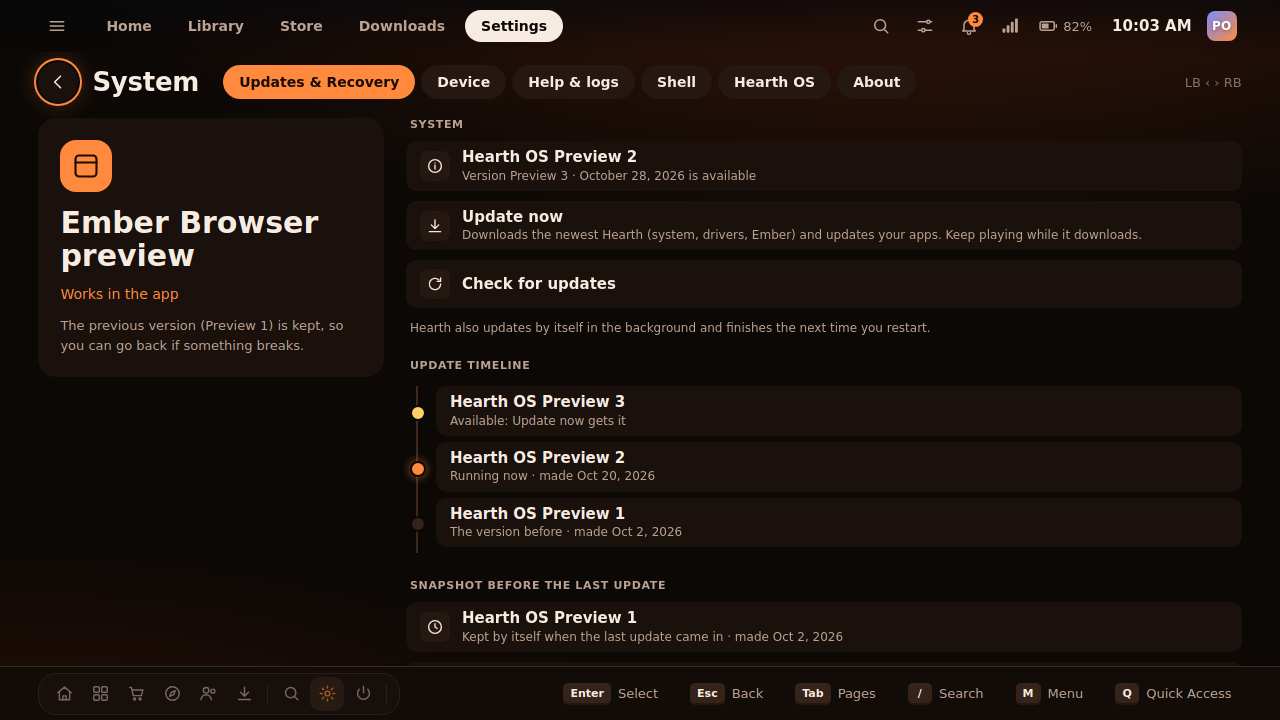 Home Library Store Downloads Settings 3 82% 10:03 AM PO
System Updates & Recovery Device Help & logs Shell Hearth OS About LB ‹ › RB
Ember Browser
preview
Works in the app
The previous version (Preview 1) is kept, so
you can go back if something breaks.
SYSTEM
Hearth OS Preview 2
Version Preview 3 · October 28, 2026 is available
Update now
Downloads the newest Hearth (system, drivers, Ember) and updates your apps. Keep playing while it downloads.
Check for updates
Hearth also updates by itself in the background and finishes the next time you restart.
UPDATE TIMELINE
Hearth OS Preview 3
Available: Update now gets it
Hearth OS Preview 2
Running now · made Oct 20, 2026
Hearth OS Preview 1
The version before · made Oct 2, 2026
SNAPSHOT BEFORE THE LAST UPDATE
Hearth OS Preview 1
Kept by itself when the last update came in · made Oct 2, 2026
Enter Select Esc Back Tab Pages / Search M Menu Q Quick Access